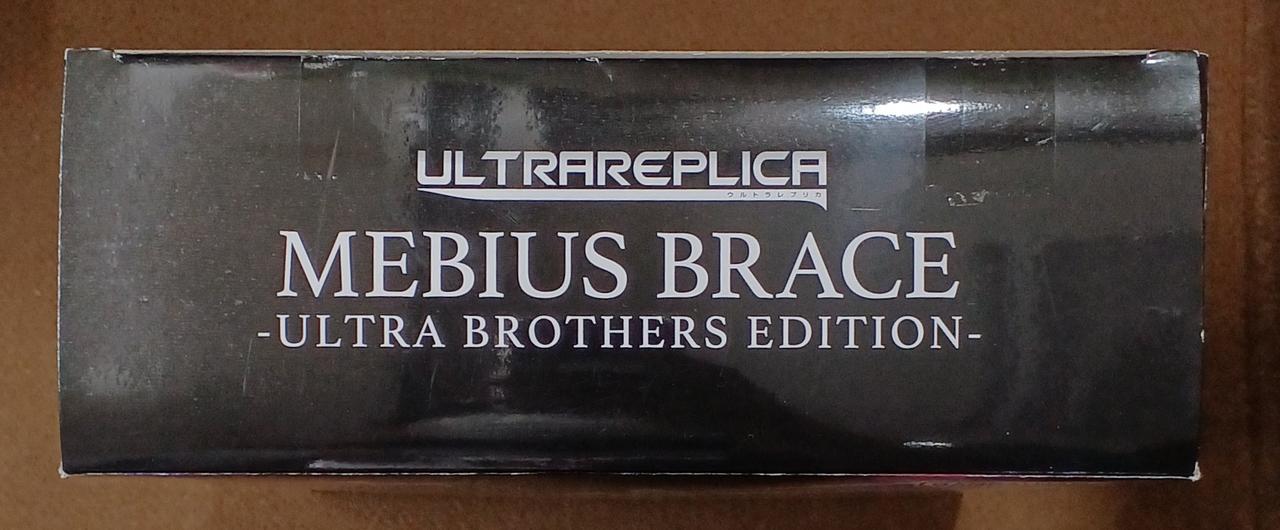 ULTRAREPLICA
ウルトラレプリカ
MEBIUS BRACE
-ULTRA BROTHERS EDITION-